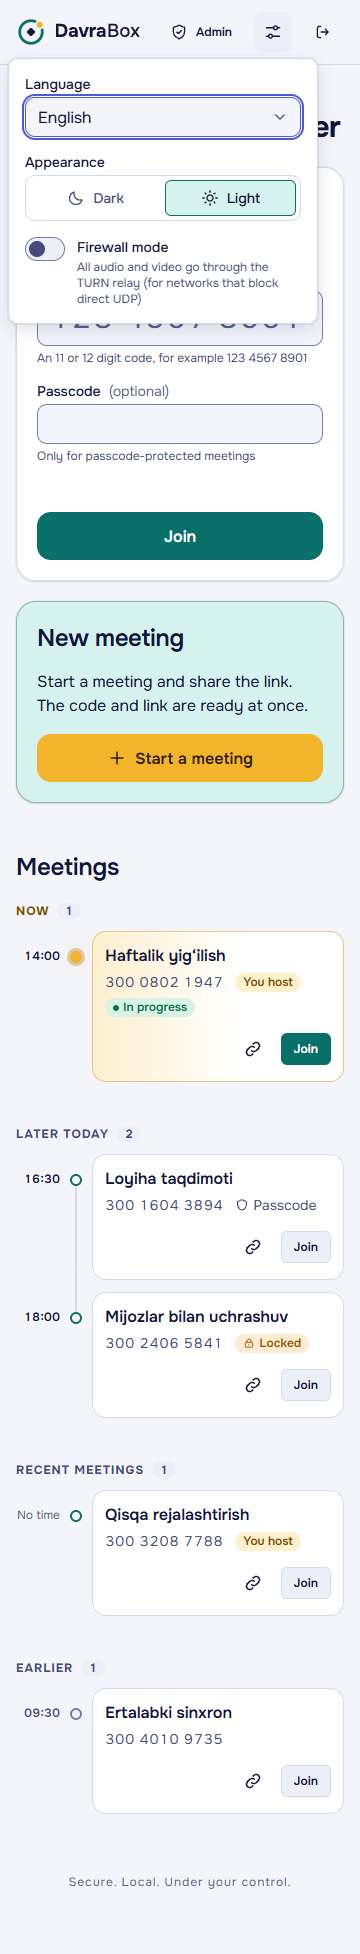 DavraBox
Admin
Language
English
Appearance
Dark
Light
Firewall mode
All audio and video go through the
TURN relay (for networks that block
direct UDP)
er
An 11 or 12 digit code, for example 123 4567 8901
Passcode (optional)
Only for passcode-protected meetings
Join
New meeting
Start a meeting and share the link.
The code and link are ready at once.
Start a meeting
Meetings
NOW 1
14:00
Haftalik yig‘ilish
300 0802 1947 You host
In progress
Join
LATER TODAY 2
16:30
Loyiha taqdimoti
300 1604 3894 Passcode
Join
18:00
Mijozlar bilan uchrashuv
300 2406 5841 Locked
Join
RECENT MEETINGS 1
No time
Qisqa rejalashtirish
300 3208 7788 You host
Join
EARLIER 1
09:30
Ertalabki sinxron
300 4010 9735
Join
Secure. Local. Under your control.